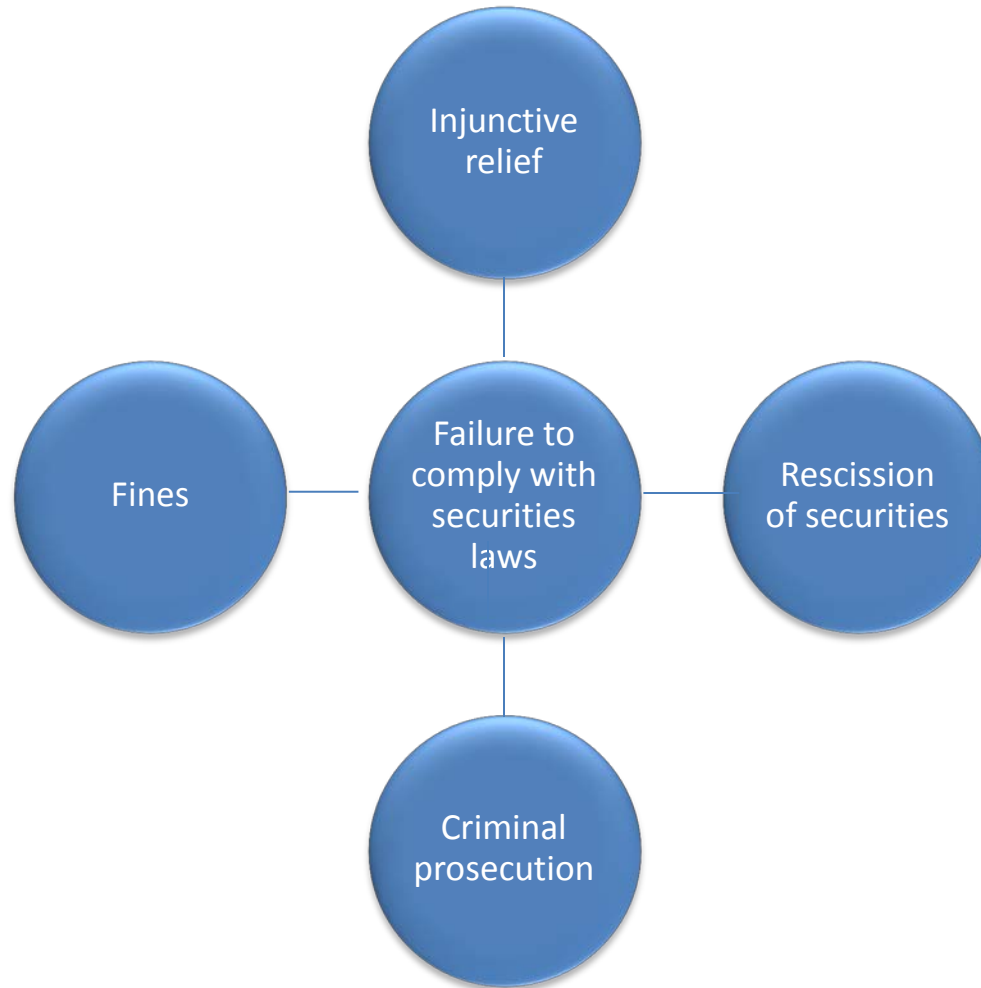 Injunctive
relief
Fines
Failure to
comply with
securities
laws
Rescission
of securities
Criminal
prosecution